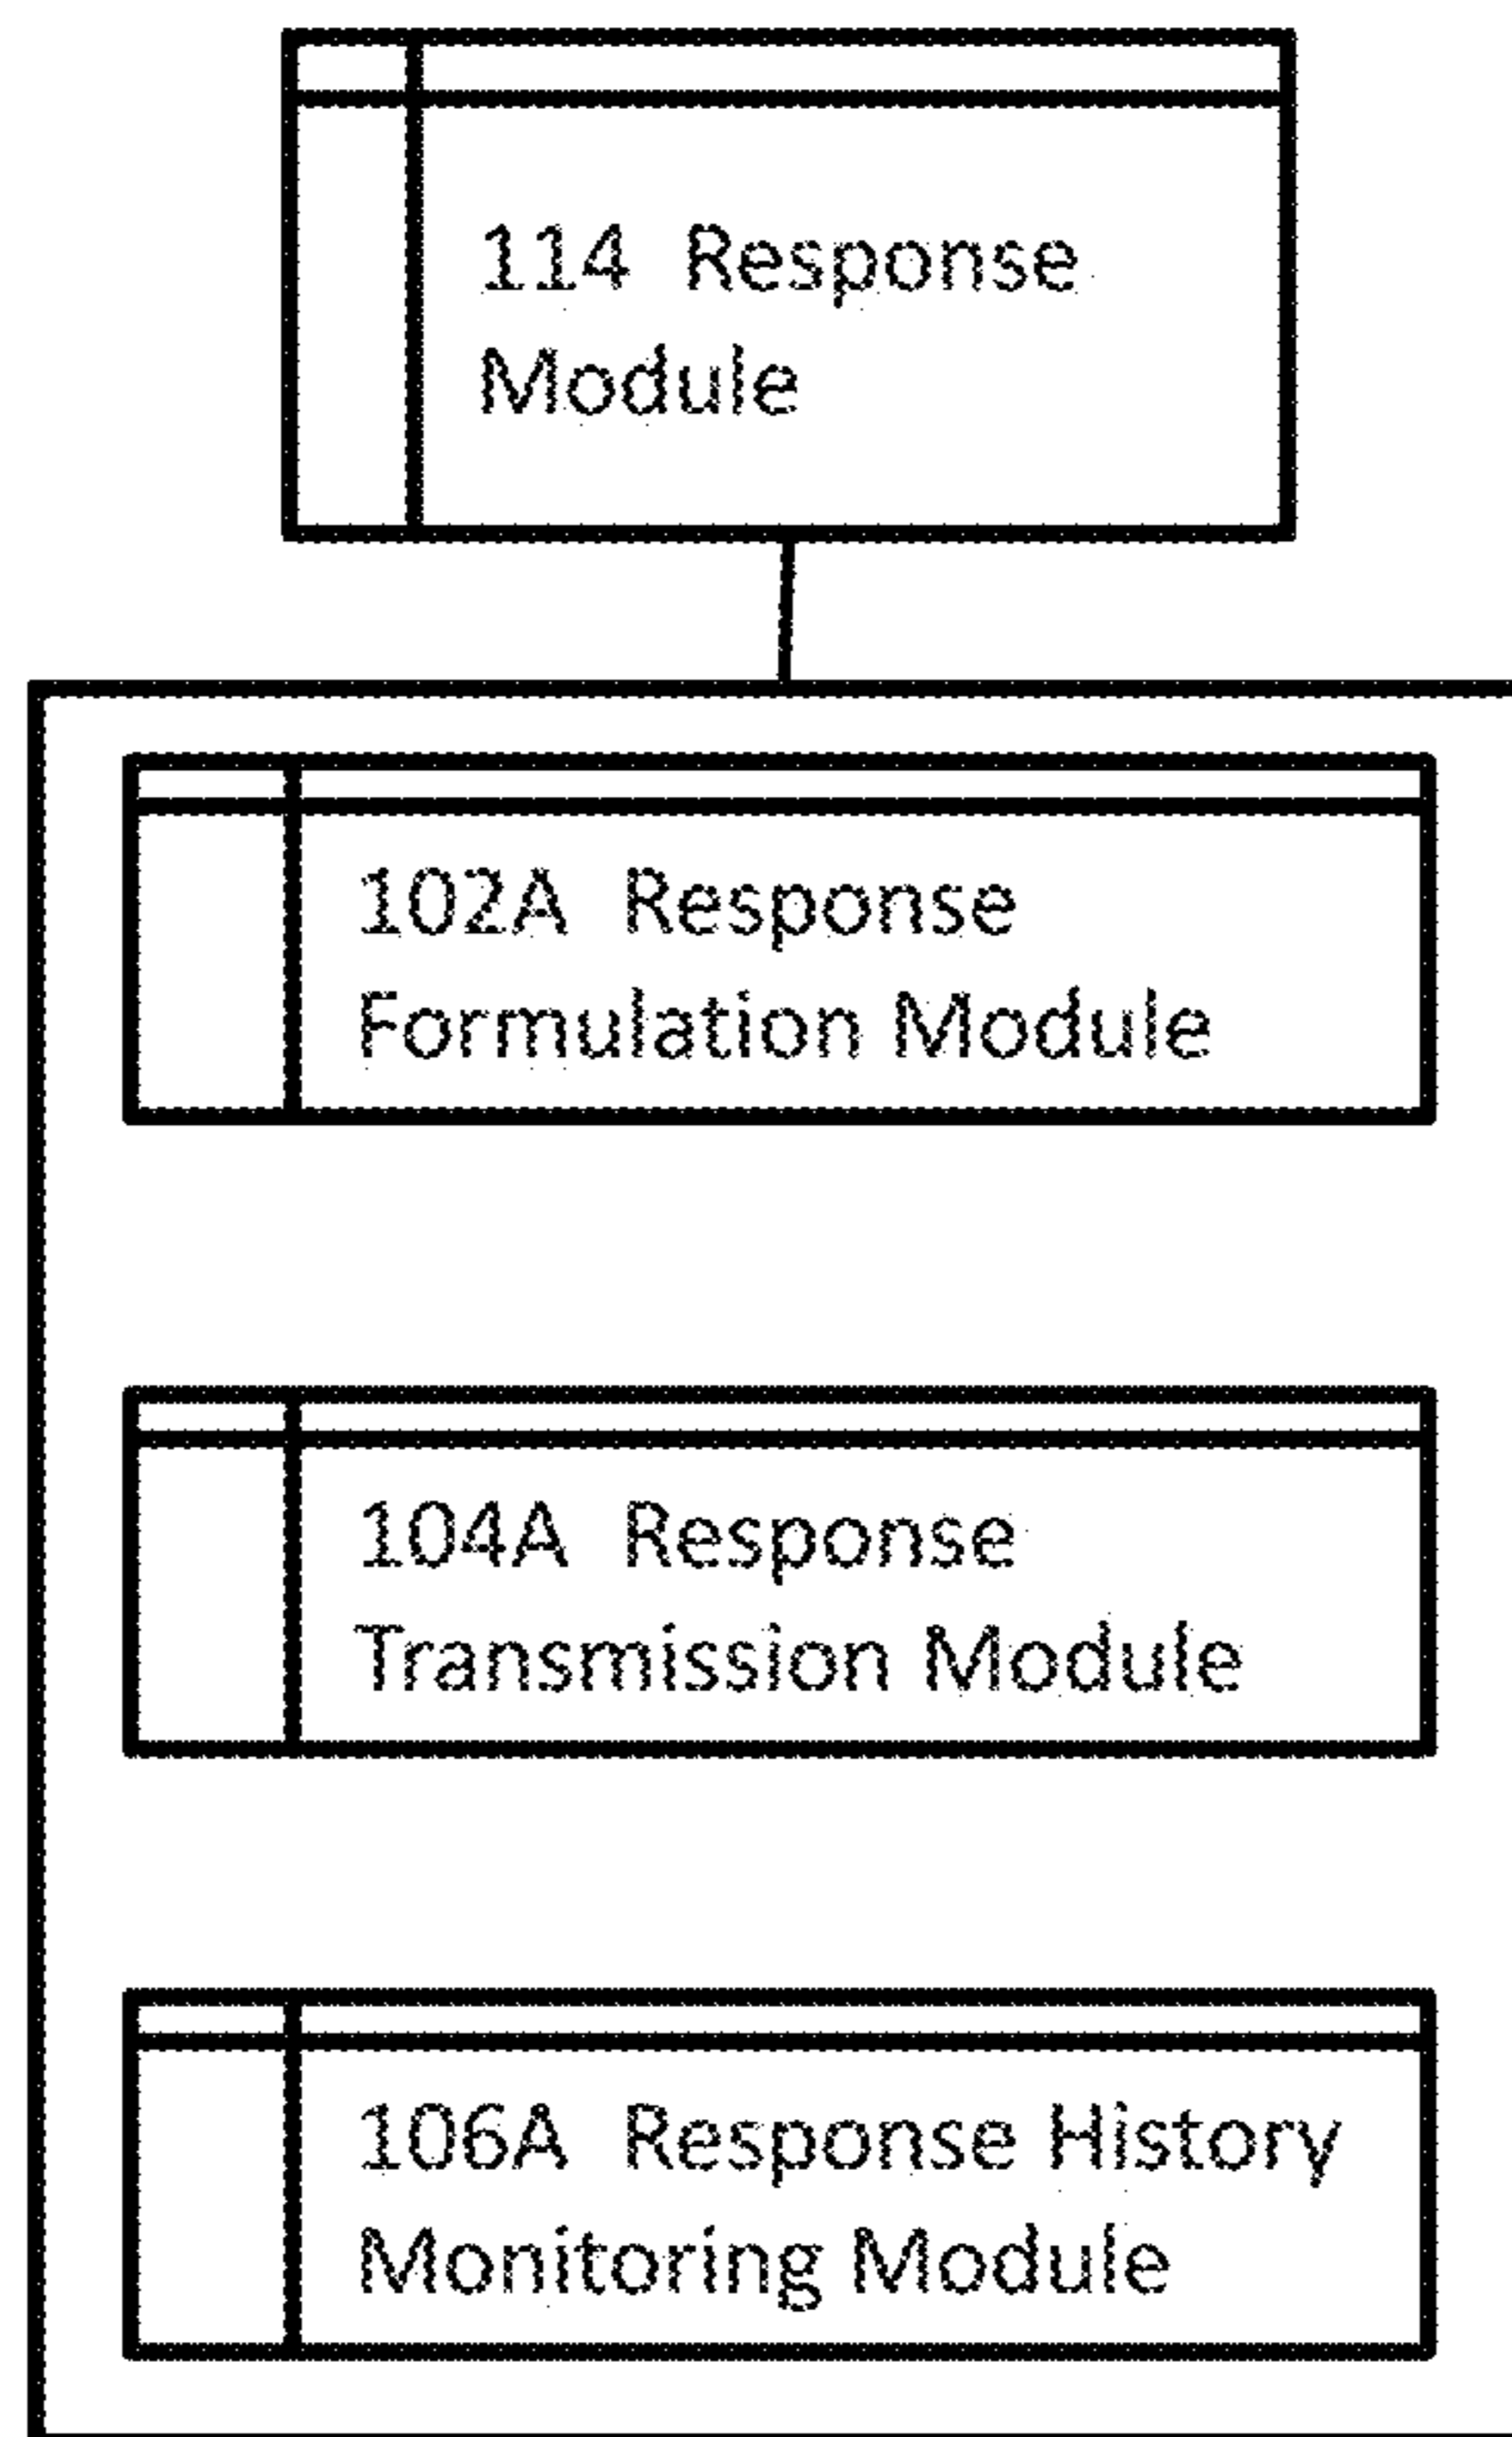 114  Response
Module
102A  Response
Formulation Module
104A  Response
Transmission Module
106A  Response History
Monitoring Module